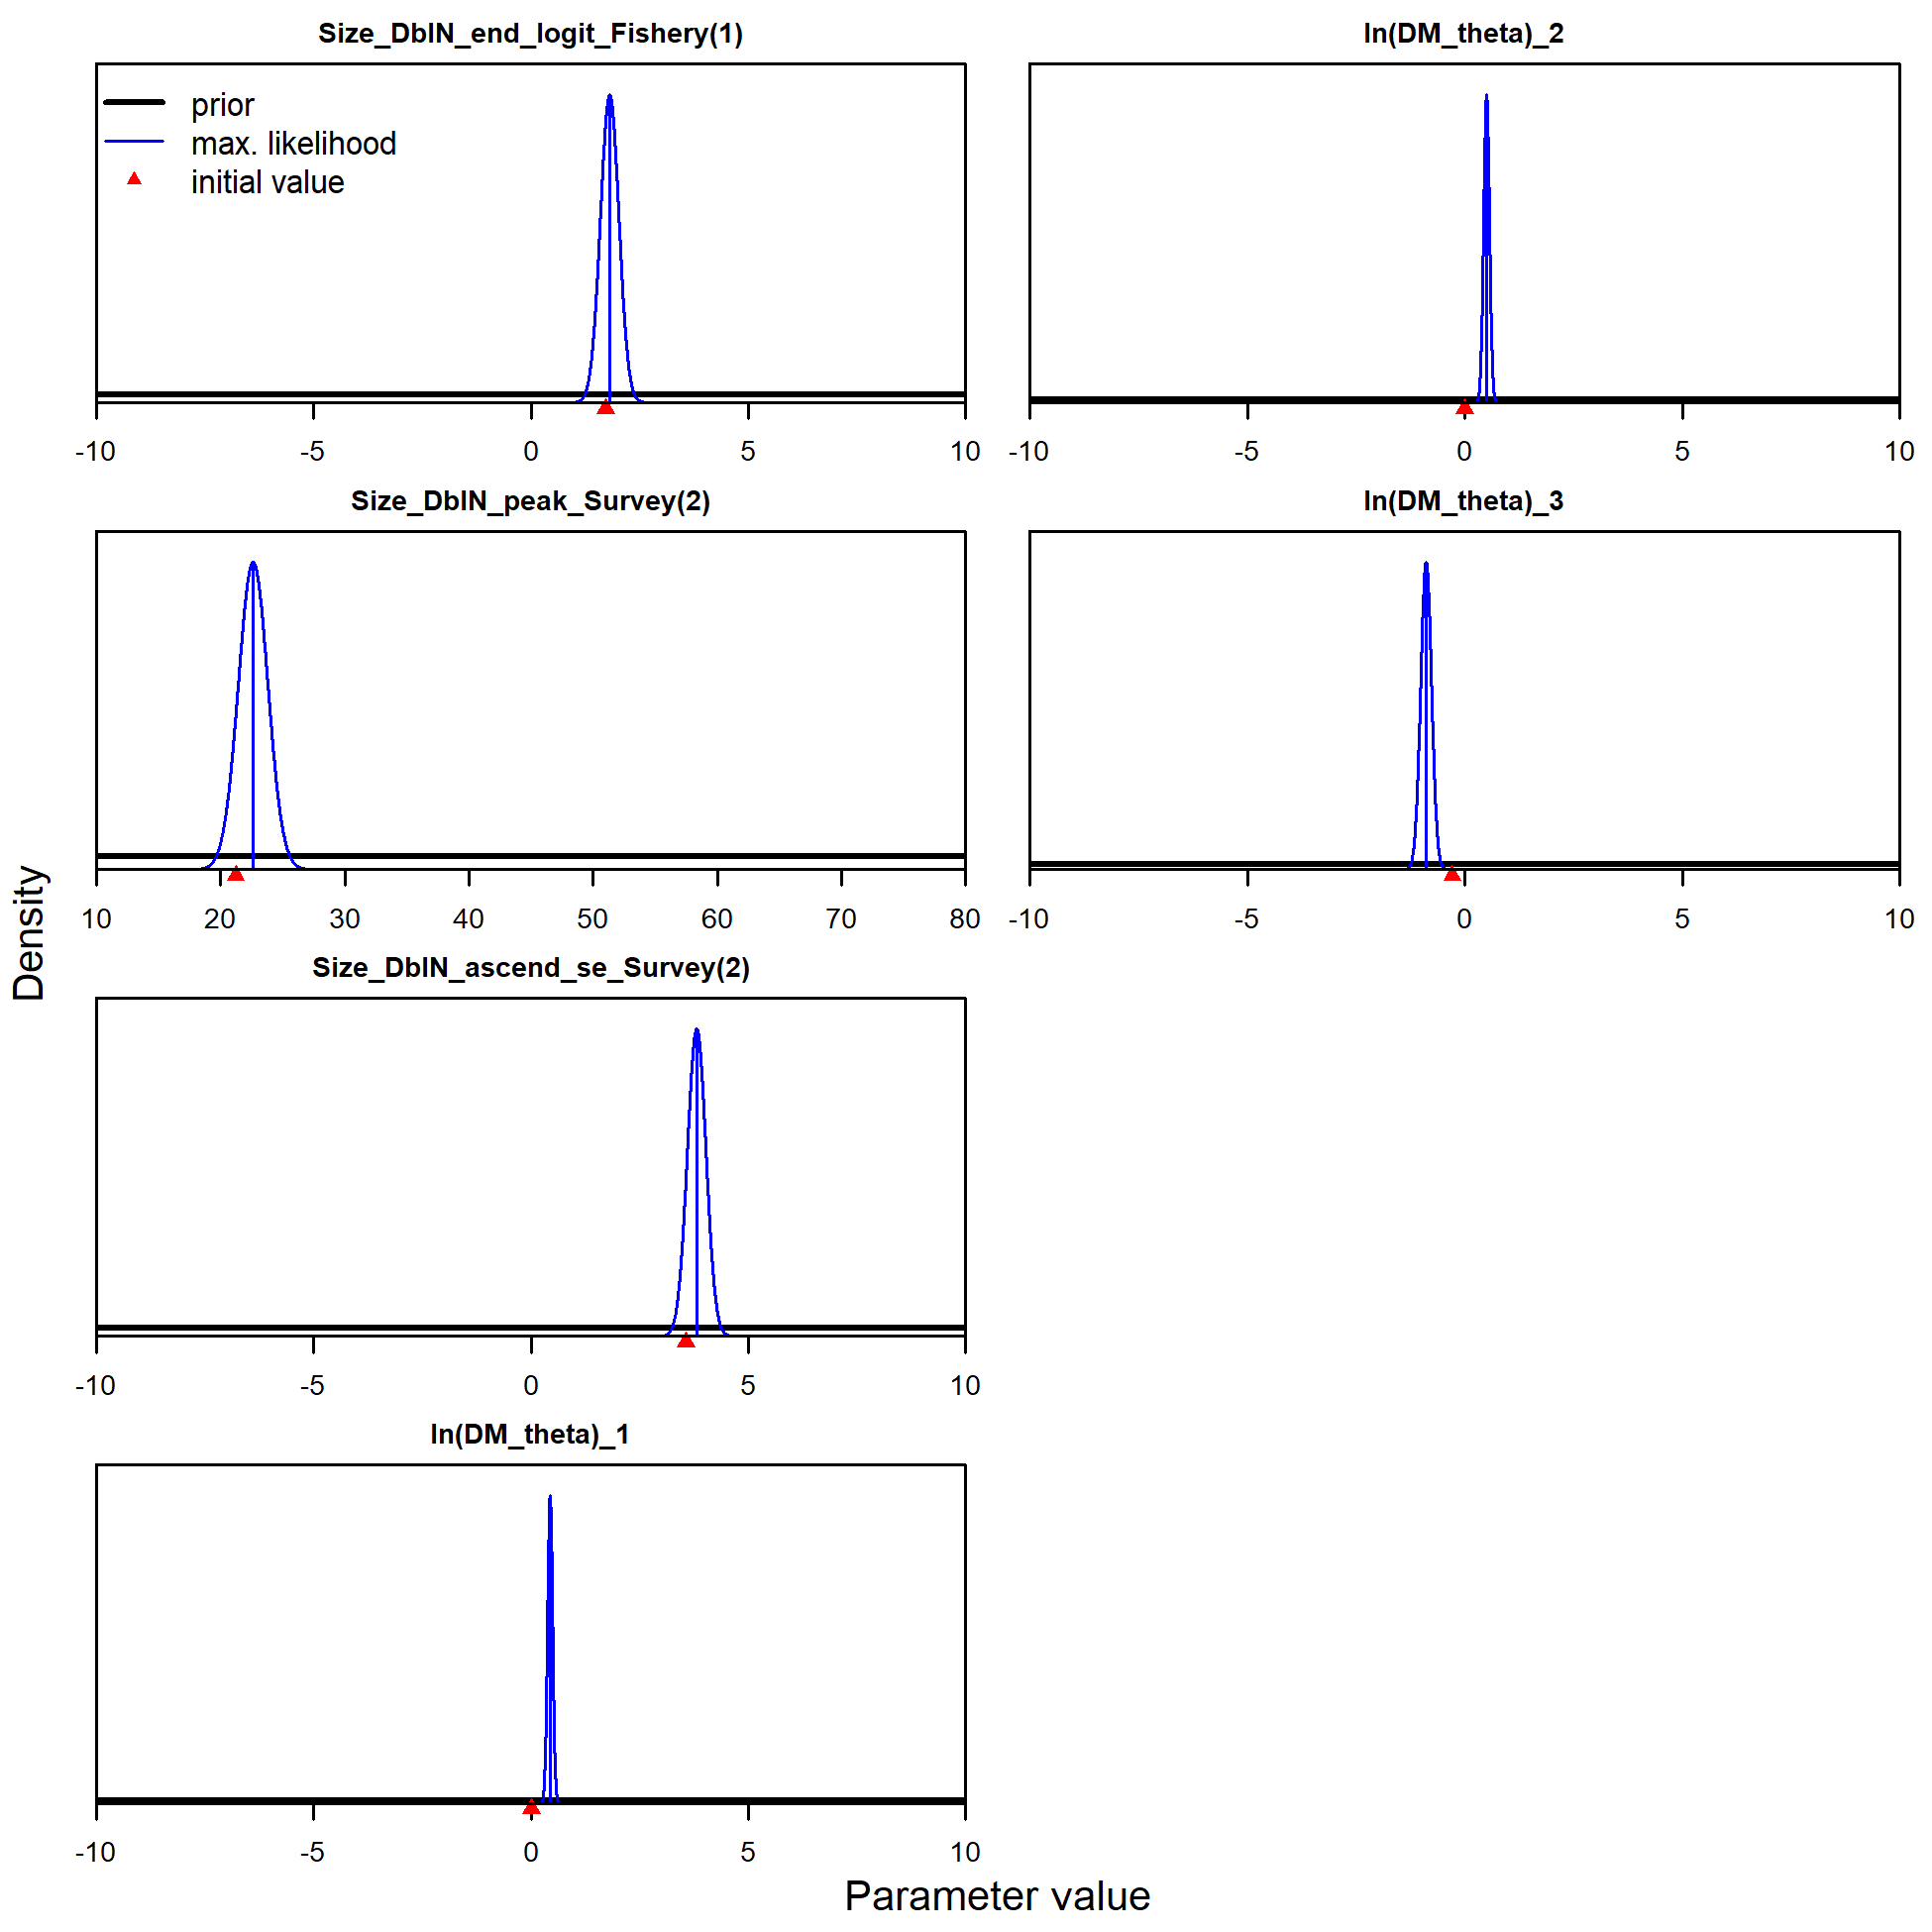 Size_DblN_end_logit_Fishery(1)
prior
max. likelihood
initial value
-10 -5 0 5 10
ln(DM_theta)_2
-10 -5 0 5 10
Size_DblN_peak_Survey(2)
10 20 30 40 50 60 70 80
ln(DM_theta)_3
-10 -5 0 5 10
Size_DblN_ascend_se_Survey(2)
-10 -5 0 5 10
ln(DM_theta)_1
-10 -5 0 5 10
Density
Parameter value